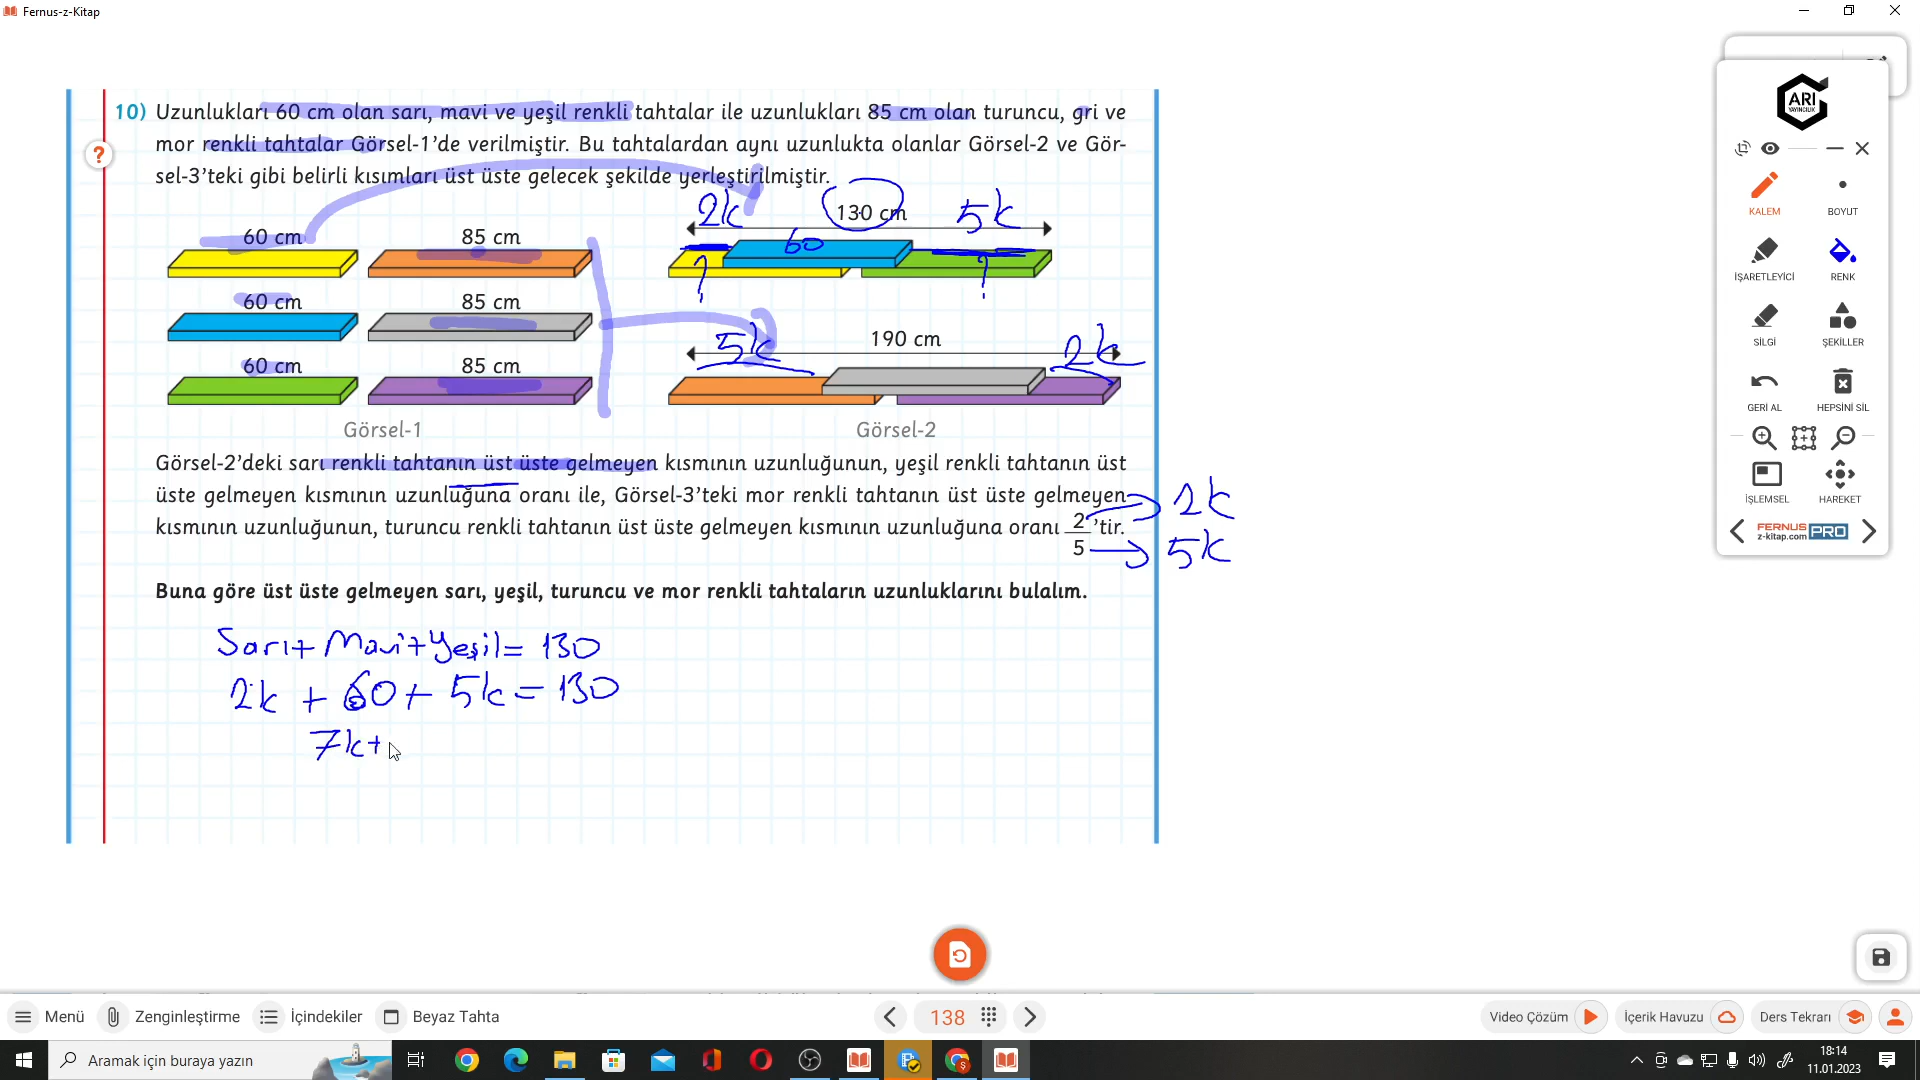 Fernus-z-Kitap
10) Uzunlukları 60 cm olan sarı, mavi ve yeşil renkli tahtalar ile uzunlukları 85 cm olan turuncu, gri ve
mor renkli tahtalar Görsel-1’de verilmiştir. Bu tahtalardan aynı uzunlukta olanlar Görsel-2 ve Gör-
sel-3’teki gibi belirli kısımları üst üste gelecek şekilde yerleştirilmiştir.
?
2k 130 cm 5k
60 cm 85 cm
60
? ?
60 cm 85 cm
5k 190 cm 2k
60 cm 85 cm
Görsel-1 Görsel-2
Görsel-2’deki sarı renkli tahtanın üst üste gelmeyen kısmının uzunluğunun, yeşil renkli tahtanın üst
üste gelmeyen kısmının uzunluğuna oranı ile, Görsel-3’teki mor renkli tahtanın üst üste gelmeyen
kısmının uzunluğunun, turuncu renkli tahtanın üst üste gelmeyen kısmının uzunluğuna oranı 2/5 ’tir.
2k
5k
Buna göre üst üste gelmeyen sarı, yeşil, turuncu ve mor renkli tahtaların uzunluklarını bulalım.
Sarı+ Mavi+Yeşil= 130
2k + 60+ 5k = 130
7k+
ARI
YAYINCILIK
KALEM BOYUT
İŞARETLEYİCİ RENK
SİLGİ ŞEKİLLER
GERİ AL HEPSİNİ SİL
İŞLEMSEL HAREKET
FERNUS
z-kitap.com PRO
Menü Zenginleştirme İçindekiler Beyaz Tahta 138 Video Çözüm İçerik Havuzu Ders Tekrarı
Aramak için buraya yazın
18:14
11.01.2023